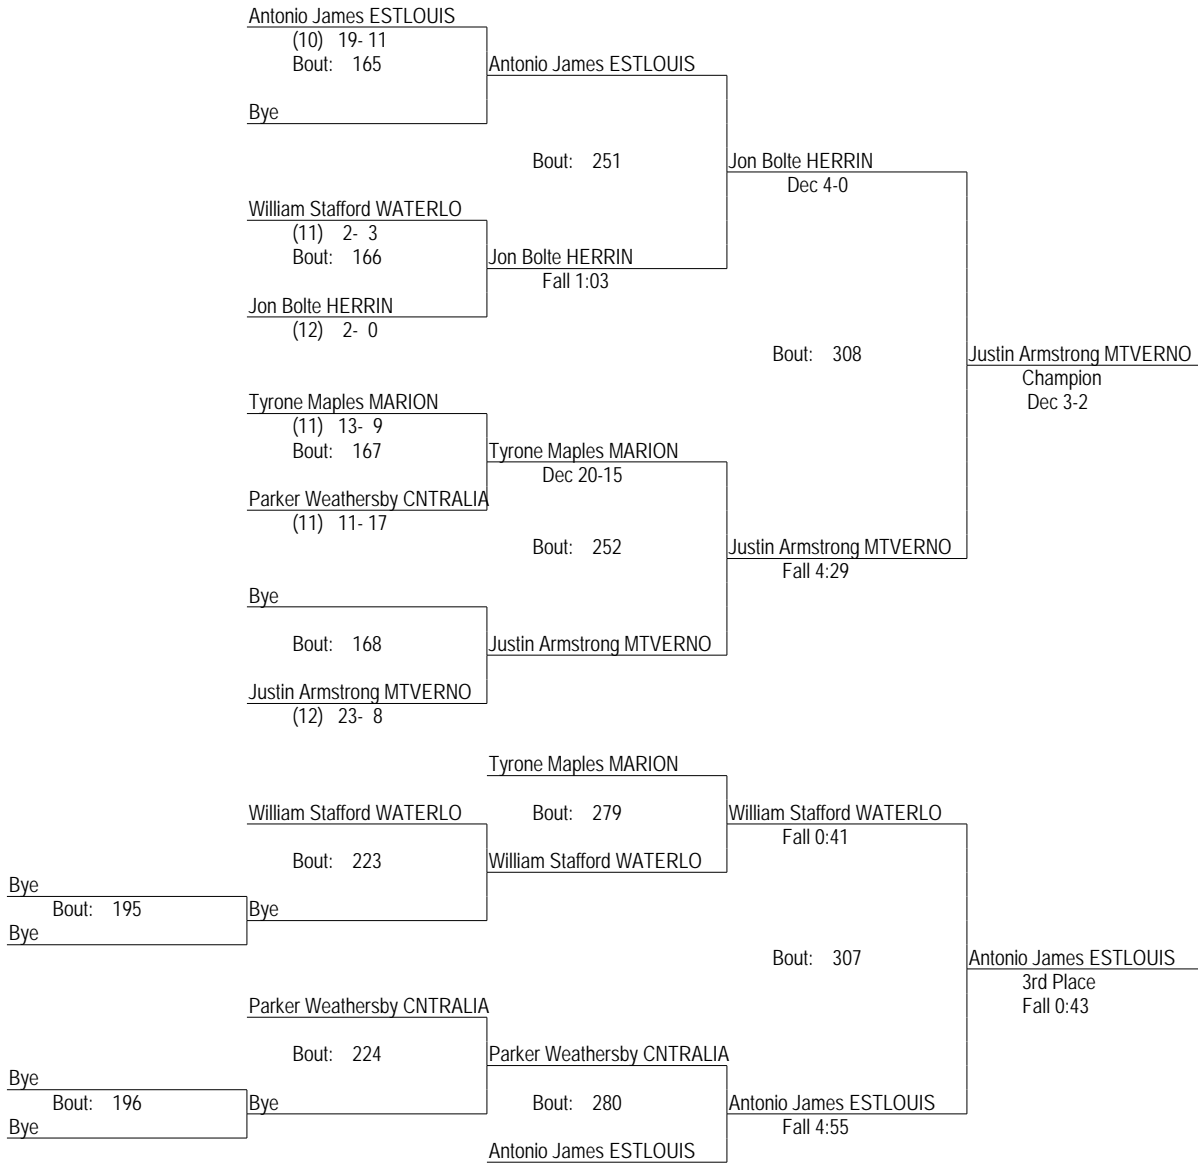 Antonio James ESTLOUIS
(10) 19- 11
Bout: 165
Antonio James ESTLOUIS
Bye
Bout: 251
Jon Bolte HERRIN
Dec 4-0
William Stafford WATERLO
(11) 2- 3
Bout: 166
Jon Bolte HERRIN
Fall 1:03
Jon Bolte HERRIN
(12) 2- 0
Bout: 308
Justin Armstrong MTVERNO
Champion
Dec 3-2
Tyrone Maples MARION
(11) 13- 9
Bout: 167
Tyrone Maples MARION
Dec 20-15
Parker Weathersby CNTRALIA
(11) 11- 17
Bout: 252
Justin Armstrong MTVERNO
Fall 4:29
Bye
Bout: 168
Justin Armstrong MTVERNO
Justin Armstrong MTVERNO
(12) 23- 8
Tyrone Maples MARION
William Stafford WATERLO
Bout: 279
William Stafford WATERLO
Fall 0:41
Bout: 223
William Stafford WATERLO
Bye
Bout: 195
Bye
Bye
Bout: 307
Antonio James ESTLOUIS
3rd Place
Fall 0:43
Parker Weathersby CNTRALIA
Bout: 224
Parker Weathersby CNTRALIA
Bye
Bout: 196
Bye
Bye
Bout: 280
Antonio James ESTLOUIS
Fall 4:55
Antonio James ESTLOUIS